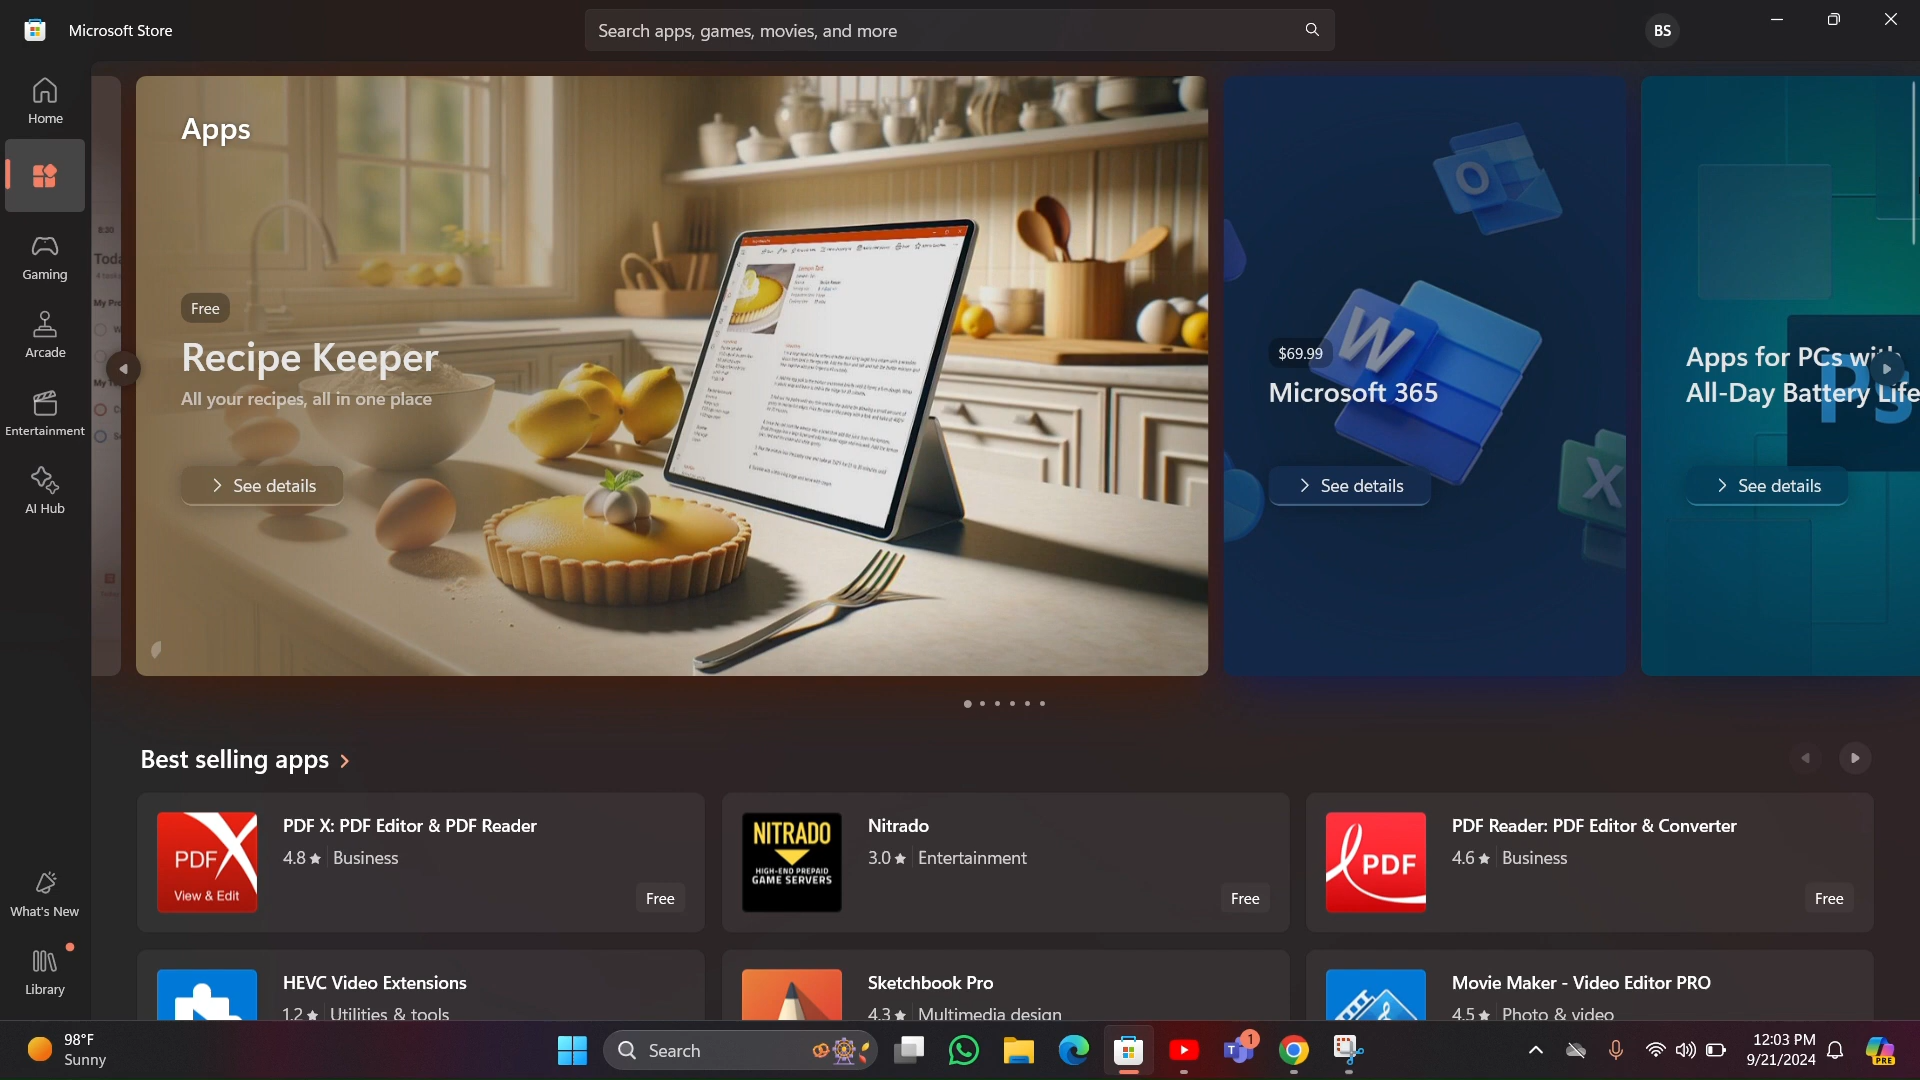 Microsoft Store
Search apps, games, movies, and more
BS
Home
Gaming
Arcade
Entertainment
AI Hub
What's New
Library
Apps
Free
Recipe Keeper
All your recipes, all in one place
See details
$69.99
Microsoft 365
See details
Apps for PCs with
All-Day Battery Life
See details
Best selling apps
PDF X: PDF Editor & PDF Reader
4.8 ★ Business
Free
PDF X
View & Edit
Nitrado
3.0 ★ Entertainment
Free
NITRADO
HIGH-END PREPAID
GAME SERVERS
PDF Reader: PDF Editor & Converter
4.6 ★ Business
Free
PDF
HEVC Video Extensions
1.2 ★ Utilities & tools
Sketchbook Pro
4.3 ★ Multimedia design
Movie Maker - Video Editor PRO
4.5 ★ Photo & video
98°F
Sunny
Search
1
12:03 PM
9/21/2024
PRE